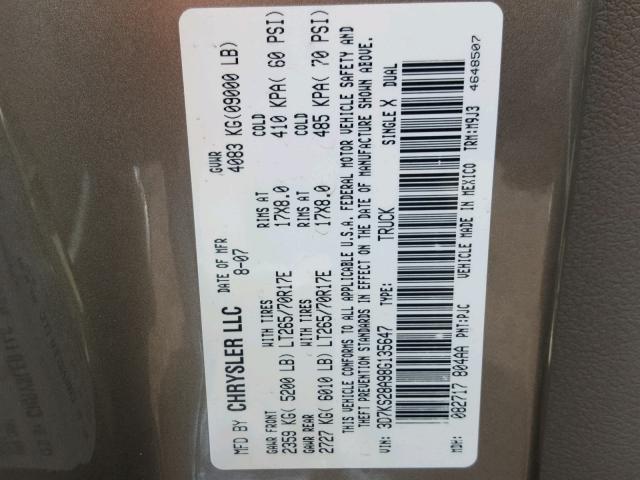 MFD BY CHRYSLER LLC DATE OF MFR 8-07 GVWR 4083 KG(09000 LB)
GAWR FRONT WITH TIRES RIMS AT COLD
2359 KG( 5200 LB) LT265/70R17E 17X8.0 410 KPA( 60 PSI)
GAWR REAR WITH TIRES RIMS AT COLD
2727 KG( 6010 LB) LT265/70R17E ( 17X8.0 485 KPA( 70 PSI)
THIS VEHICLE CONFORMS TO ALL APPLICABLE U.S.A. FEDERAL MOTOR VEHICLE SAFETY AND
THEFT PREVENTION STANDARDS IN EFFECT ON THE DATE OF MANUFACTURE SHOWN ABOVE.
VIN: 3D7KS28A98G135647 TYPE: TRUCK SINGLE X DUAL
MDH: 082717 804AA PNT:PJC VEHICLE MADE IN MEXICO TRM:M9J3
4648507